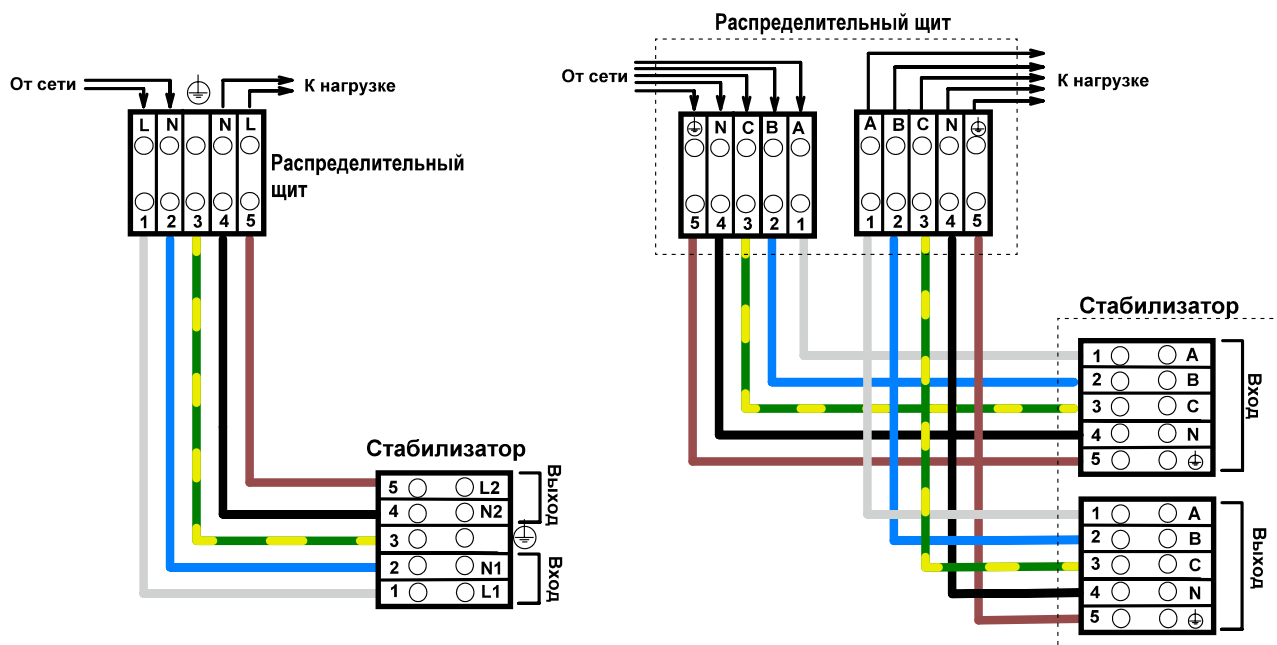 От сети
К нагрузке
L N N L
Распределительный
щит
1 2 3 4 5
Стабилизатор
5 L2
4 N2
3
2 N1
1 L1
Выход
Вход
Распределительный щит
От сети
К нагрузке
N C B A
5 4 3 2 1
A B C N
1 2 3 4 5
Стабилизатор
1 A
2 B
3 C
4 N
5
Вход
1 A
2 B
3 C
4 N
5
Выход